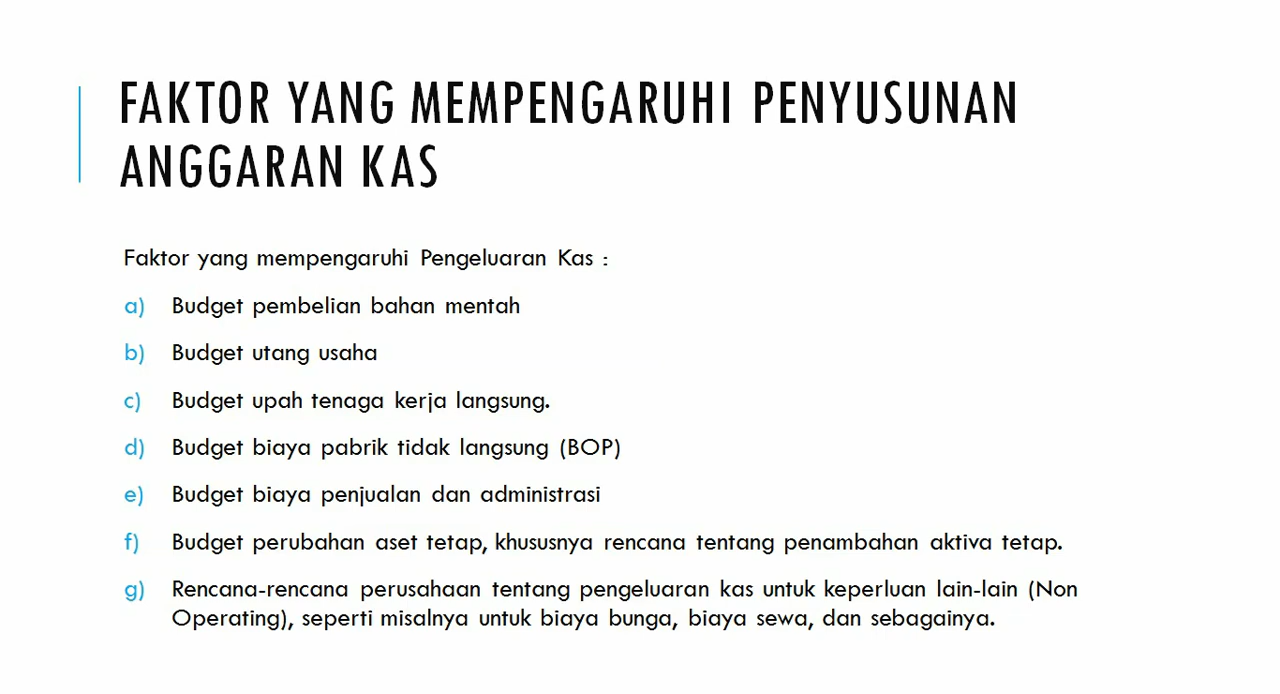 FAKTOR YANG MEMPENGARUHI PENYUSUNAN
ANGGARAN KAS
Faktor yang mempengaruhi Pengeluaran Kas :
a) Budget pembelian bahan mentah
b) Budget utang usaha
c) Budget upah tenaga kerja langsung.
d) Budget biaya pabrik tidak langsung (BOP)
e) Budget biaya penjualan dan administrasi
f) Budget perubahan aset tetap, khususnya rencana tentang penambahan aktiva tetap.
g) Rencana-rencana perusahaan tentang pengeluaran kas untuk keperluan lain-lain (Non
Operating), seperti misalnya untuk biaya bunga, biaya sewa, dan sebagainya.